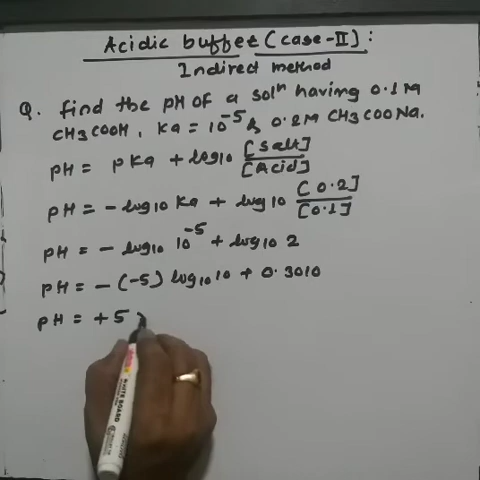 Acidic buffer (case-II) :
Indirect method
Q. find the pH of a solⁿ having 0.1M
CH3COOH, Ka = 10⁻⁵ & 0.2M CH3COONa.
pH = pKa + log10 [Salt]/[Acid]
pH = - log10 Ka + log10 [0.2]/[0.1]
pH = - log10 10⁻⁵ + log10 2
pH = - (-5) log10 10 + 0.3010
pH = + 5
WHITE BOARD